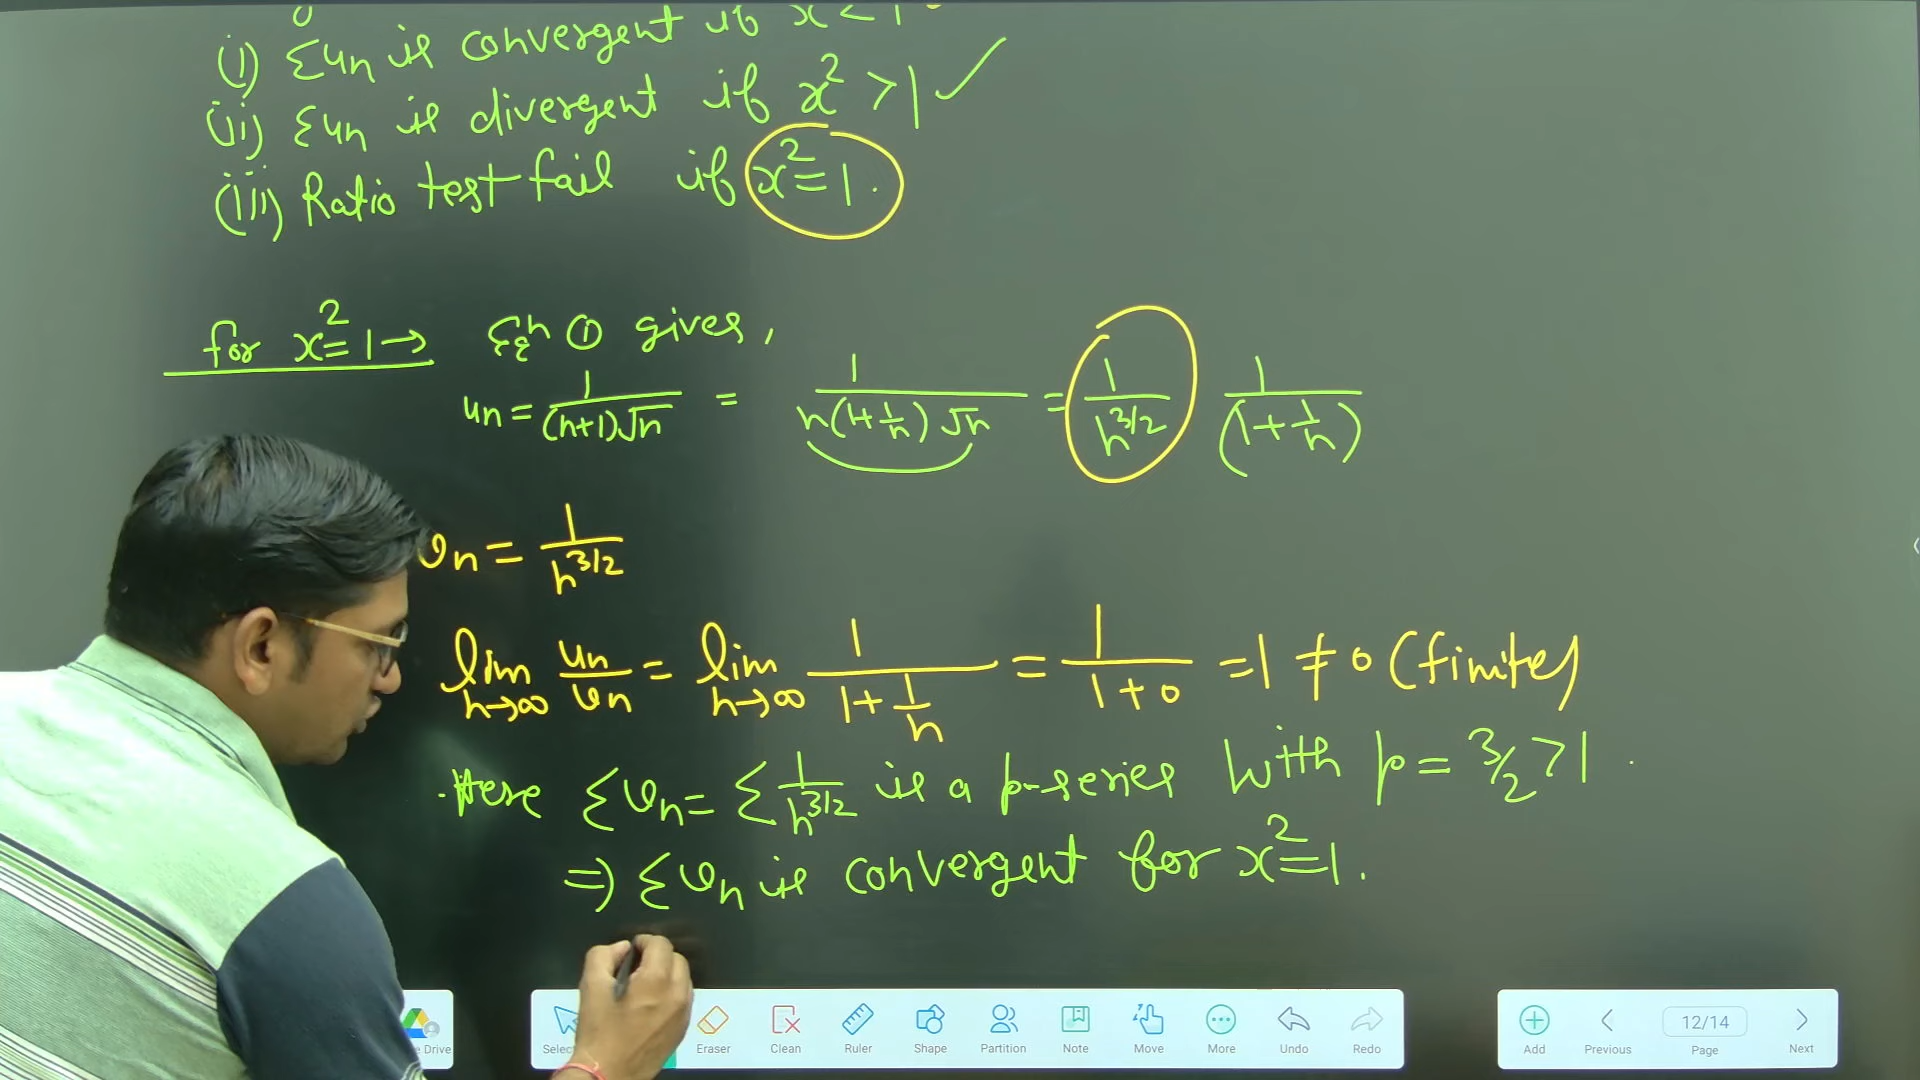 (i) Σun is convergent if x² < 1.
(ii) Σun is divergent if x² > 1 ✓
(iii) Ratio test fail if x² = 1.
for x² = 1 → Eqⁿ ① gives,
un = 1/((n+1)√n) = 1/(n(1+1/n)√n) = 1/n^3/2 1/(1+1/n)
vn = 1/n^3/2
lim n→∞ un/vn = lim n→∞ 1/(1+1/n) = 1/(1+0) = 1 ≠ 0 (finite)
Here Σvn = Σ 1/n^3/2 is a p-series with p = 3/2 > 1.
⇒ Σvn is convergent for x² = 1.
Drive
Select
Eraser
Clean
Ruler
Shape
Partition
Note
Move
More
Undo
Redo
Add
Previous
12/14
Page
Next